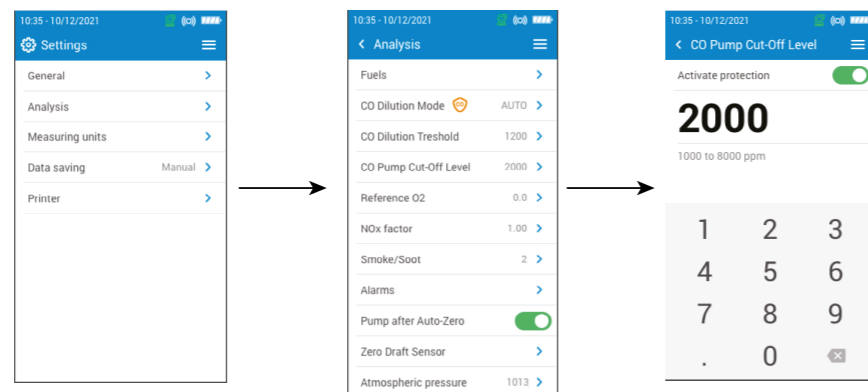 10:35 - 10/12/2021
Settings
General
Analysis
Measuring units
Data saving Manual
Printer
10:35 - 10/12/2021
Analysis
Fuels
CO Dilution Mode CO AUTO
CO Dilution Treshold 1200
CO Pump Cut-Off Level 2000
Reference O2 0.0
NOx factor 1.00
Smoke/Soot 2
Alarms
Pump after Auto-Zero
Zero Draft Sensor
Atmospheric pressure 1013
10:35 - 10/12/2021
CO Pump Cut-Off Level
Activate protection
2000
1000 to 8000 ppm
1 2 3
4 5 6
7 8 9
. 0